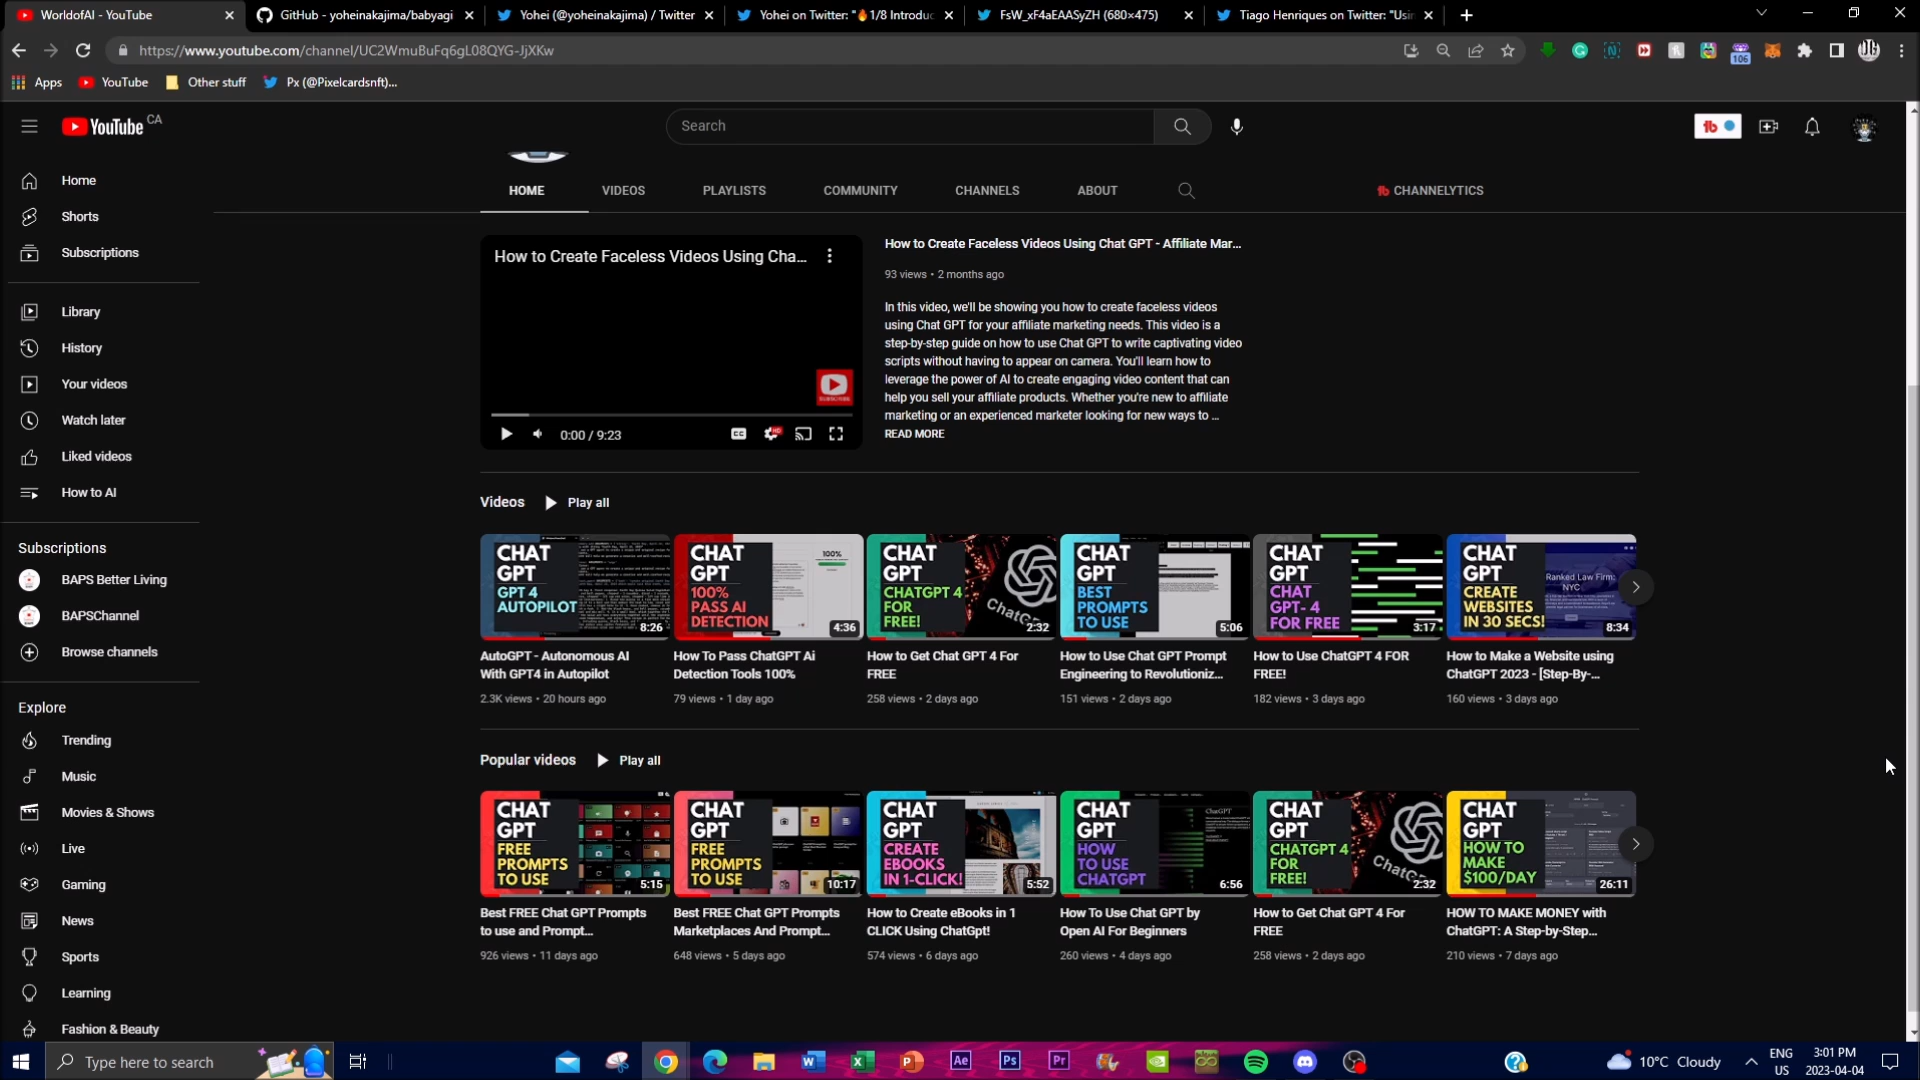 WorldofAI - YouTube
GitHub - yoheinakajima/babyagi
Yohei (@yoheinakajima) / Twitter
Yohei on Twitter: "🔥1/8 Introduc
FsW_xF4aEAASyZH (680×475)
Tiago Henriques on Twitter: "Usin
https://www.youtube.com/channel/UC2WmuBuFq6gL08QYG-JjXKw
106
Apps
YouTube
Other stuff
Px (@Pixelcardsnft)...
YouTube CA
Search
HOME
VIDEOS
PLAYLISTS
COMMUNITY
CHANNELS
ABOUT
CHANNELYTICS
Home
Shorts
Subscriptions
Library
History
Your videos
Watch later
Liked videos
How to AI
Subscriptions
BAPS Better Living
BAPSChannel
Browse channels
Explore
Trending
Music
Movies & Shows
Live
Gaming
News
Sports
Learning
Fashion & Beauty
How to Create Faceless Videos Using Cha...
0:00 / 9:23
How to Create Faceless Videos Using Chat GPT - Affiliate Mar...
93 views • 2 months ago
In this video, we'll be showing you how to create faceless videos
using Chat GPT for your affiliate marketing needs. This video is a
step-by-step guide on how to use Chat GPT to write captivating video
scripts without having to appear on camera. You'll learn how to
leverage the power of AI to create engaging video content that can
help you sell your affiliate products. Whether you're new to affiliate
marketing or an experienced marketer looking for new ways to ...
READ MORE
Videos
Play all
CHAT
GPT
GPT 4
AUTOPILOT
8:26
AutoGPT - Autonomous AI
With GPT4 in Autopilot
2.3K views • 20 hours ago
CHAT
GPT
100%
PASS AI
DETECTION
100%
4:36
How To Pass ChatGPT Ai
Detection Tools 100%
79 views • 1 day ago
CHAT
GPT
CHATGPT 4
FOR
FREE!
2:32
How to Get Chat GPT 4 For
FREE
258 views • 2 days ago
CHAT
GPT
BEST
PROMPTS
TO USE
5:06
How to Use Chat GPT Prompt
Engineering to Revolutioniz...
151 views • 2 days ago
CHAT
GPT
CHAT
GPT- 4
FOR FREE
3:17
How to Use ChatGPT 4 FOR
FREE!
182 views • 3 days ago
CHAT
GPT
CREATE
WEBSITES
IN 30 SECS!
Ranked Law Firm:
NYC
8:34
How to Make a Website using
ChatGPT 2023 - [Step-By-...
160 views • 3 days ago
Popular videos
Play all
CHAT
GPT
FREE
PROMPTS
TO USE
5:15
Best FREE Chat GPT Prompts
to use and Prompt...
926 views • 11 days ago
CHAT
GPT
FREE
PROMPTS
TO USE
10:17
Best FREE Chat GPT Prompts
Marketplaces And Prompt...
648 views • 5 days ago
CHAT
GPT
CREATE
EBOOKS
IN 1-CLICK!
5:52
How to Create eBooks in 1
CLICK Using ChatGpt!
574 views • 6 days ago
CHAT
GPT
HOW
TO USE
CHATGPT
ChatGPT
6:56
How To Use Chat GPT by
Open AI For Beginners
260 views • 4 days ago
CHAT
GPT
CHATGPT 4
FOR
FREE!
2:32
How to Get Chat GPT 4 For
FREE
258 views • 2 days ago
CHAT
GPT
HOW TO
MAKE
$100/DAY
26:11
HOW TO MAKE MONEY with
ChatGPT: A Step-by-Step...
210 views • 7 days ago
Type here to search
10°C Cloudy
ENG
US
3:01 PM
2023-04-04